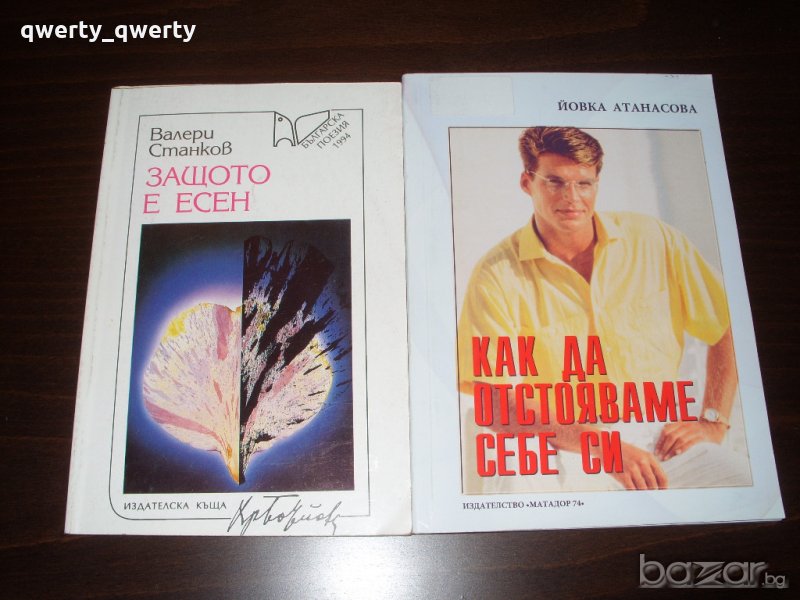 qwerty_qwerty
Валери
Станков
БЪЛГАРСКА
ПОЕЗИЯ
1994
ЗАЩОТО
Е ЕСЕН
ИЗДАТЕЛСКА КЪЩА
ЙОВКА АТАНАСОВА
КАК ДА
ОТСТОЯВАМЕ
СЕБЕ СИ
ИЗДАТЕЛСТВО «МАТАДОР 74»
bazar.bg